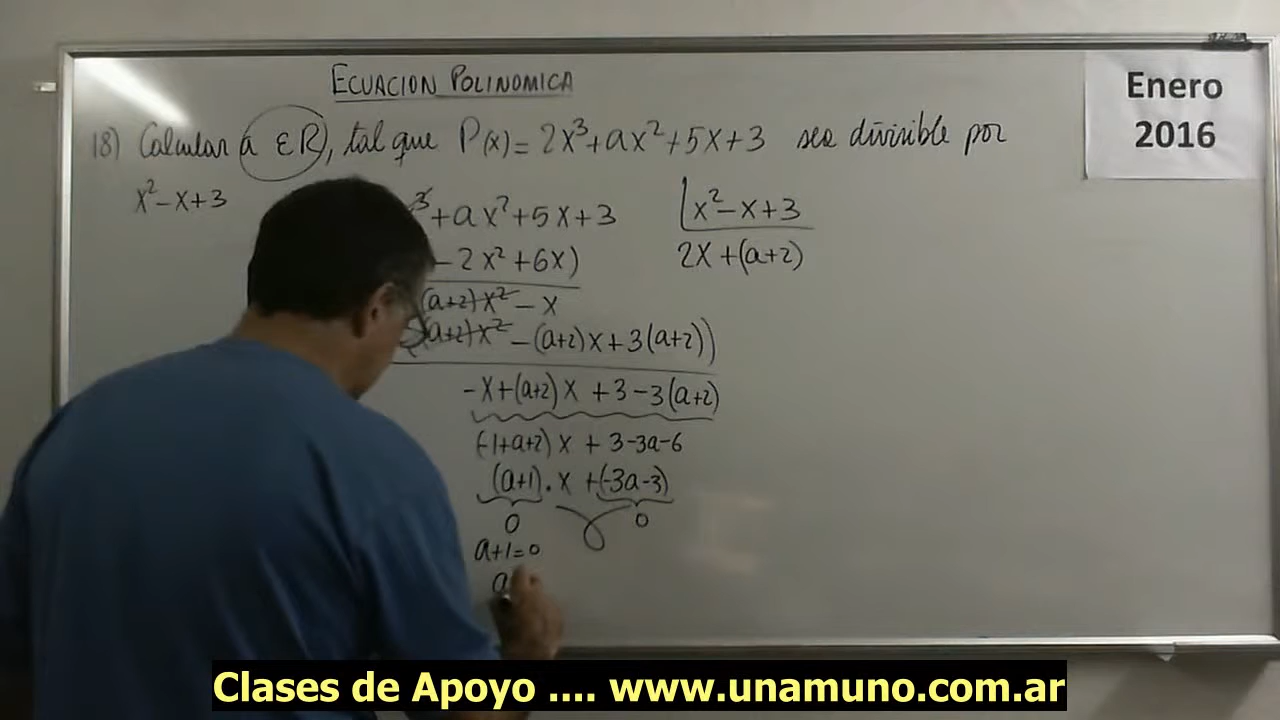 ECUACION POLINOMICA
Enero
2016
18) Calcular a ∈ R, tal que P(x) = 2x³ + ax² + 5x + 3 sea divisible por
x² - x + 3
³ + ax² + 5x + 3 | x² - x + 3
- 2x² + 6x) 2x + (a+2)
(a+2)x² - x
(a+2)x² - (a+2)x + 3(a+2))
-x + (a+2)x + 3 - 3(a+2)
(-1+a+2)x + 3 - 3a - 6
(a+1) . x + (-3a-3)
0 0
a+1=0
a
Clases de Apoyo .... www.unamuno.com.ar